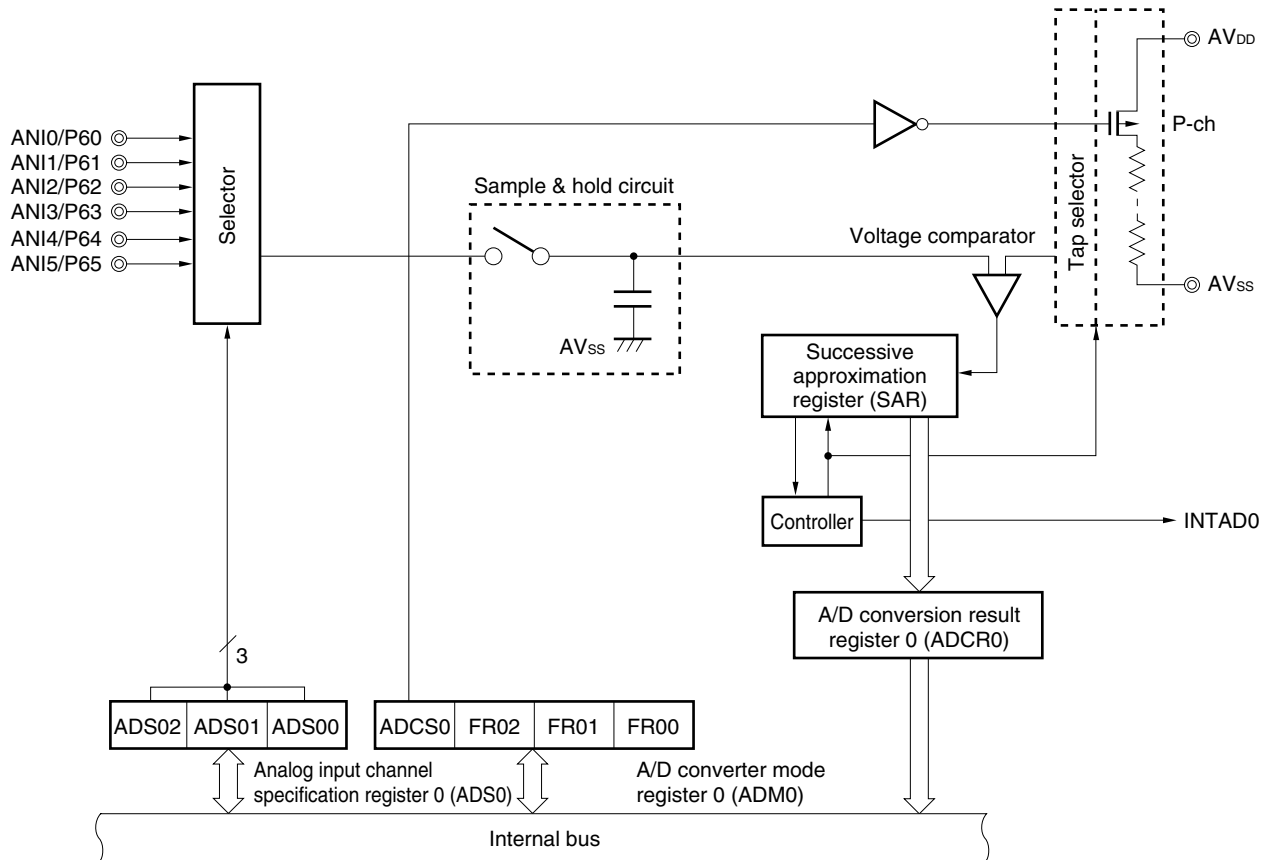 AVDD
ANI0/P60
ANI1/P61
ANI2/P62
ANI3/P63
ANI4/P64
ANI5/P65
Selector
Sample & hold circuit
AVSS
Voltage comparator
Tap selector
P-ch
AVSS
Successive
approximation
register (SAR)
Controller
INTAD0
A/D conversion result
register 0 (ADCR0)
3
ADS02 ADS01 ADS00
ADCS0 FR02 FR01 FR00
Analog input channel
specification register 0 (ADS0)
A/D converter mode
register 0 (ADM0)
Internal bus